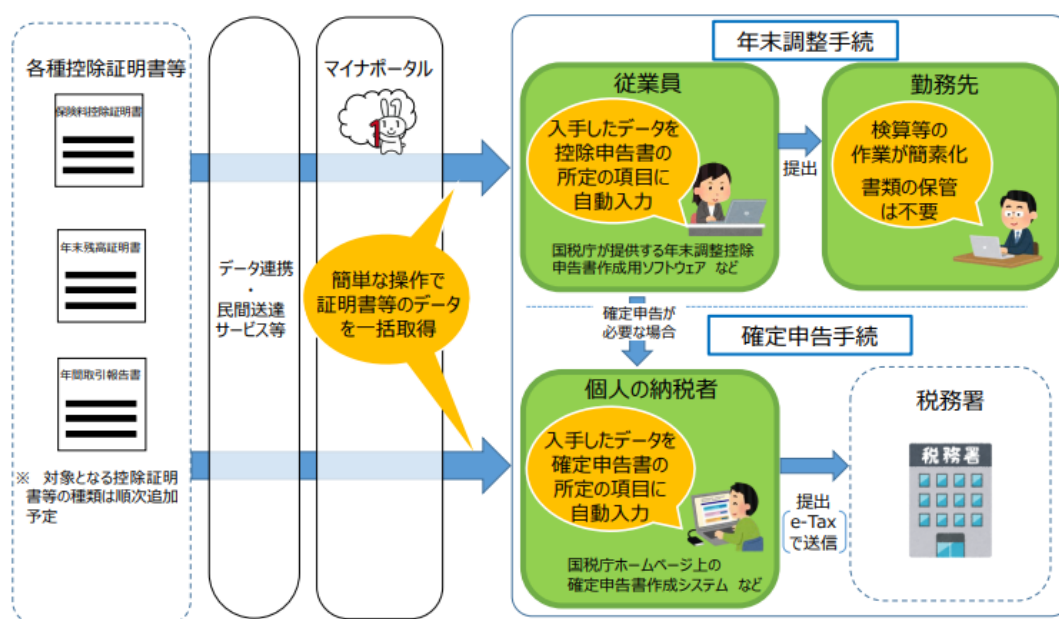 各種控除証明書等
保険料控除証明書
年末残高証明書
年間取引報告書
※　対象となる控除証明
書等の種類は順次追加
予定
データ連携
・
民間送達
サービス等
マイナポータル
1
簡単な操作で
証明書等のデータ
を一括取得
年末調整手続
従業員
入手したデータを
控除申告書の
所定の項目に
自動入力
国税庁が提供する年末調整控除
申告書作成用ソフトウェア など
提出
勤務先
検算等の
作業が簡素化
書類の保管
は不要
確定申告が
必要な場合
確定申告手続
個人の納税者
入手したデータを
確定申告書の
所定の項目に
自動入力
国税庁ホームページ上の
確定申告書作成システム など
提出
e-Tax
で送信
税務署
税務署